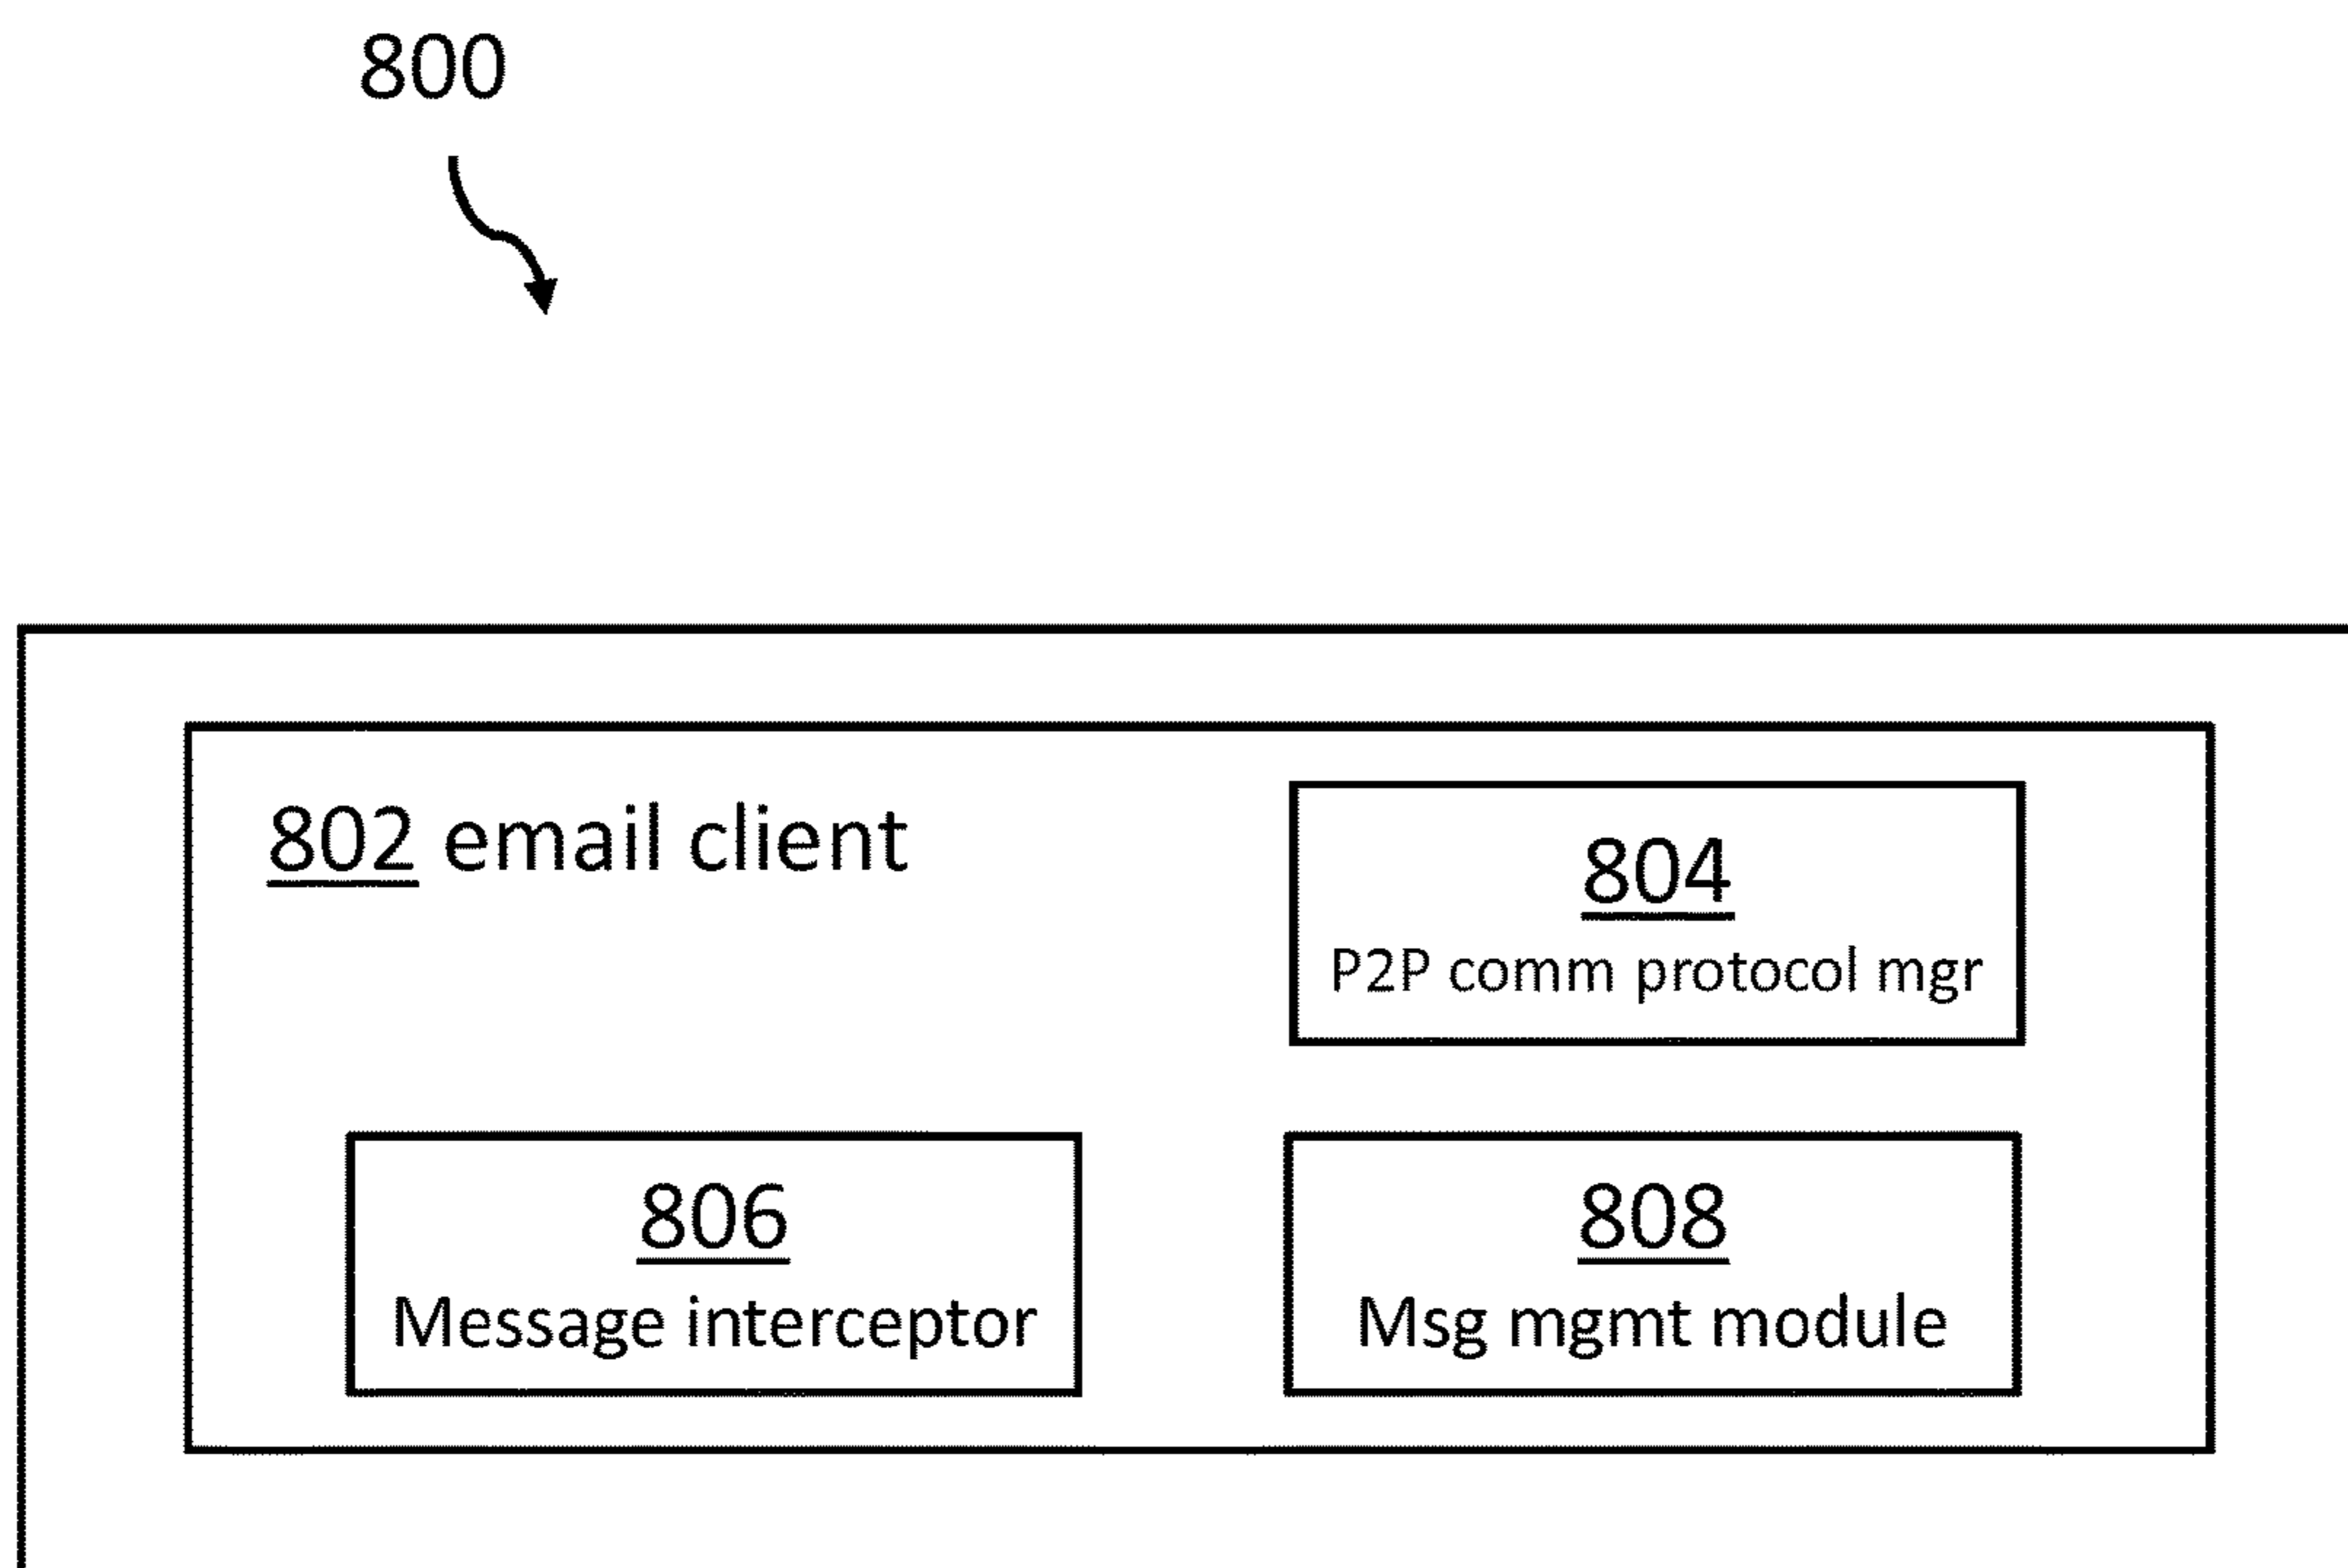 800
802 email client
804
P2P comm protocol mgr
806
Message interceptor
808
Msg mgmt module